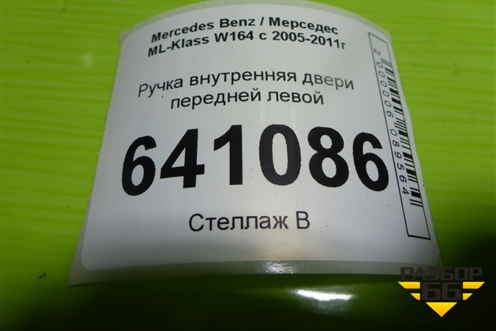 Mercedes Benz / Мерседес
ML-Klass W164 с 2005-2011г
Ручка внутренняя двери
передней левой
641086
Стеллаж В
2000006089564
РАЗБОР
66